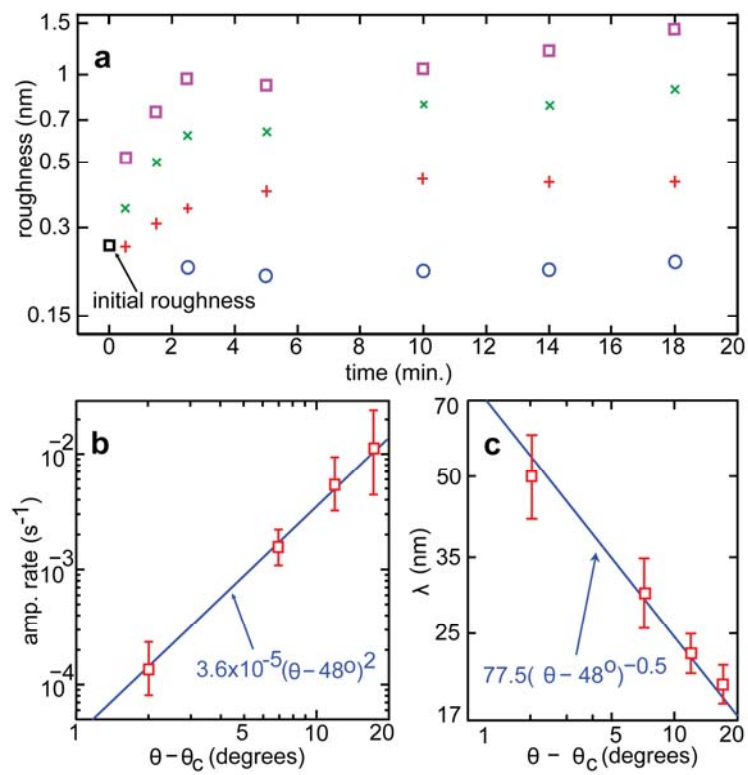 a
roughness (nm)
1.5
1
0.7
0.5
0.3
0.15
initial roughness
0 2 4 6 8 10 12 14 16 18 20
time (min.)
b
amp. rate (s⁻¹)
10⁻²
10⁻³
10⁻⁴
3.6x10⁻⁵(θ−48º)²
1 10 20
θ−θc (degrees)
c
λ (nm)
70
50
35
25
17
77.5( θ−48º)⁻⁰·⁵
1 5 10 20
θ − θc (degrees)